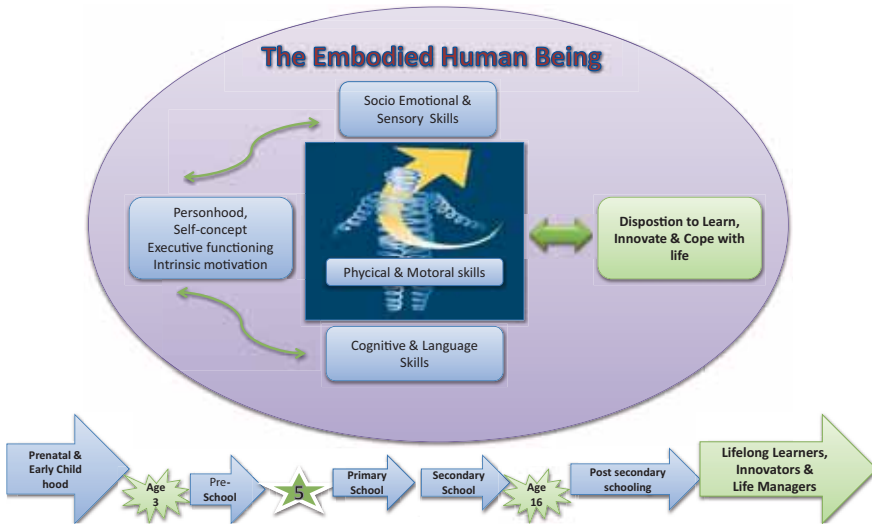 The Embodied Human Being
Socio Emotional &
Sensory Skills
Personhood,
Self-concept
Executive functioning
Intrinsic motivation
Phycical & Motoral skills
Dispostion to Learn,
Innovate & Cope with
life
Cognitive & Language
Skills
Prenatal &
Early Child
hood
Age
3
Pre-
School
5
Primary
School
Secondary
School
Age
16
Post secondary
schooling
Lifelong Learners,
Innovators &
Life Managers